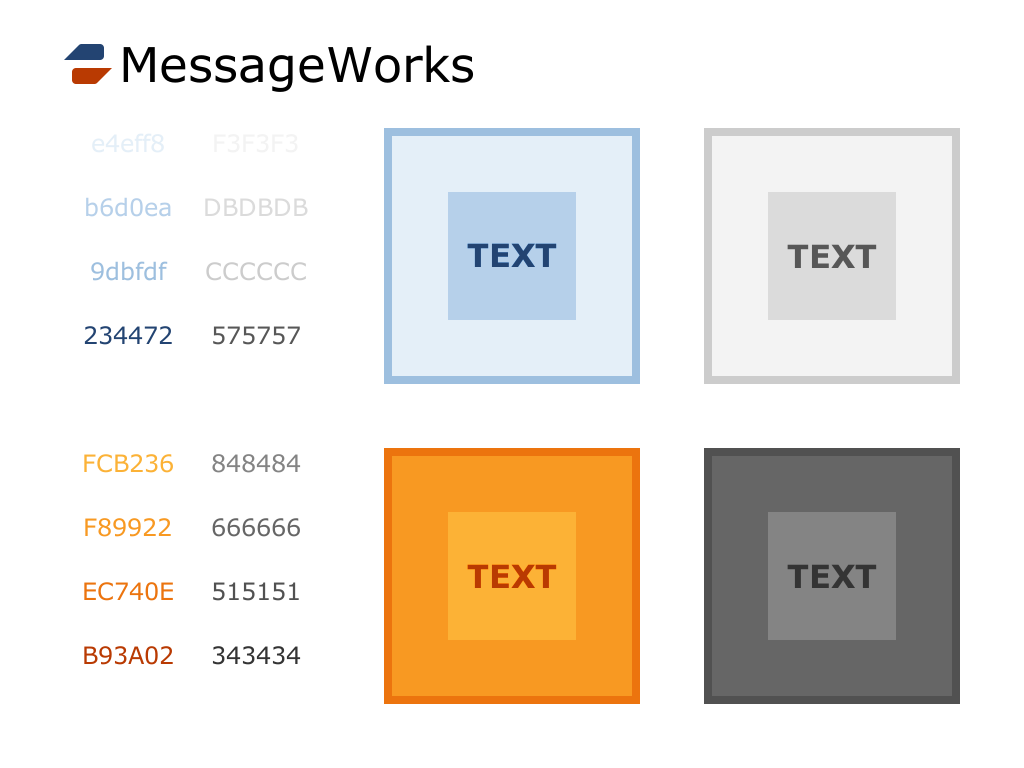 MessageWorks
e4eff8 F3F3F3
b6d0ea DBDBDB
9dbfdf CCCCCC
234472 575757
TEXT TEXT
FCB236 848484
F89922 666666
EC740E 515151
B93A02 343434
TEXT TEXT